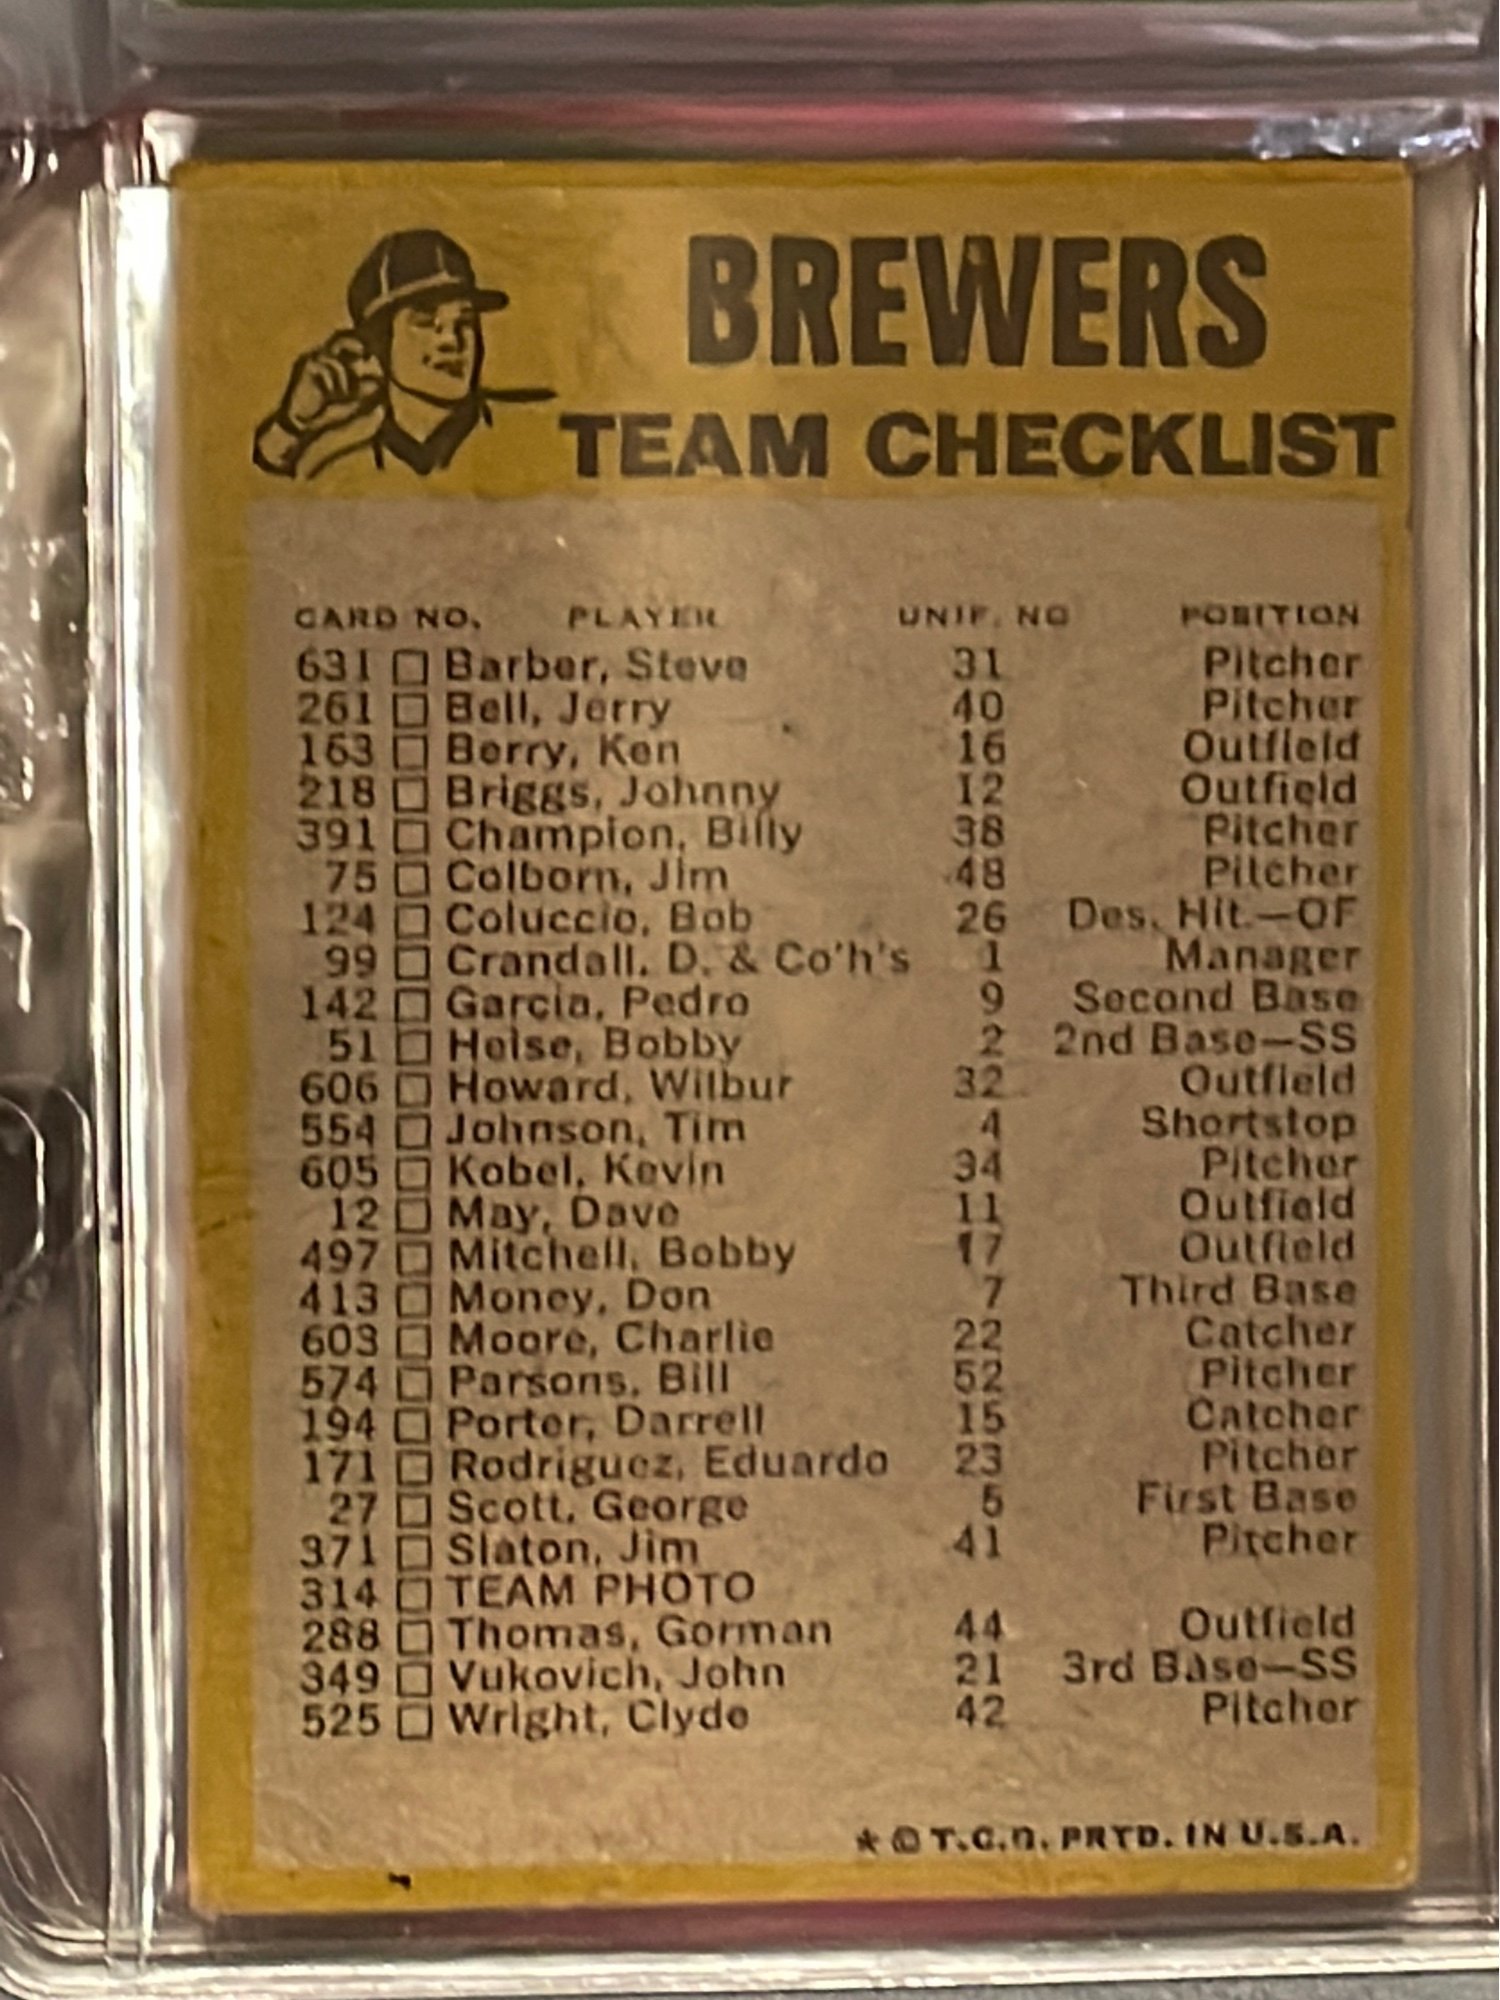 BREWERS
TEAM CHECKLIST
CARD NO. PLAYER UNIF. NO POSITION
631 Barber, Steve 31 Pitcher
261 Bell, Jerry 40 Pitcher
163 Berry, Ken 16 Outfield
218 Briggs, Johnny 12 Outfield
391 Champion, Billy 38 Pitcher
75 Colborn, Jim 48 Pitcher
124 Coluccio, Bob 26 Des. Hit.—OF
99 Crandall, D. & Co'h's 1 Manager
142 Garcia, Pedro 9 Second Base
51 Heise, Bobby 2 2nd Base—SS
606 Howard, Wilbur 32 Outfield
554 Johnson, Tim 4 Shortstop
605 Kobel, Kevin 34 Pitcher
12 May, Dave 11 Outfield
497 Mitchell, Bobby 17 Outfield
413 Money, Don 7 Third Base
603 Moore, Charlie 22 Catcher
574 Parsons, Bill 52 Pitcher
194 Porter, Darrell 15 Catcher
171 Rodriguez, Eduardo 23 Pitcher
27 Scott, George 5 First Base
371 Slaton, Jim 41 Pitcher
314 TEAM PHOTO
288 Thomas, Gorman 44 Outfield
349 Vukovich, John 21 3rd Base—SS
525 Wright, Clyde 42 Pitcher
★ © T.C.G. PRTD. IN U.S.A.